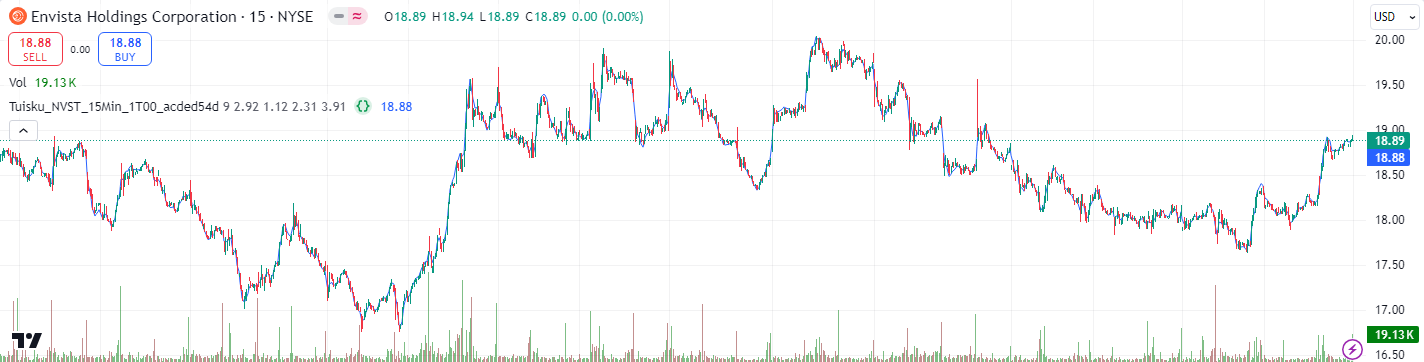 Envista Holdings Corporation · 15 · NYSE
O18.89 H18.94 L18.89 C18.89 0.00 (0.00%)
USD
18.88
SELL
0.00
18.88
BUY
Vol 19.13 K
Tuisku_NVST_15Min_1T00_acded54d 9 2.92 1.12 2.31 3.91 {} 18.88
20.00
19.50
19.00
18.89
18.88
18.50
18.00
17.50
17.00
19.13 K
16.50